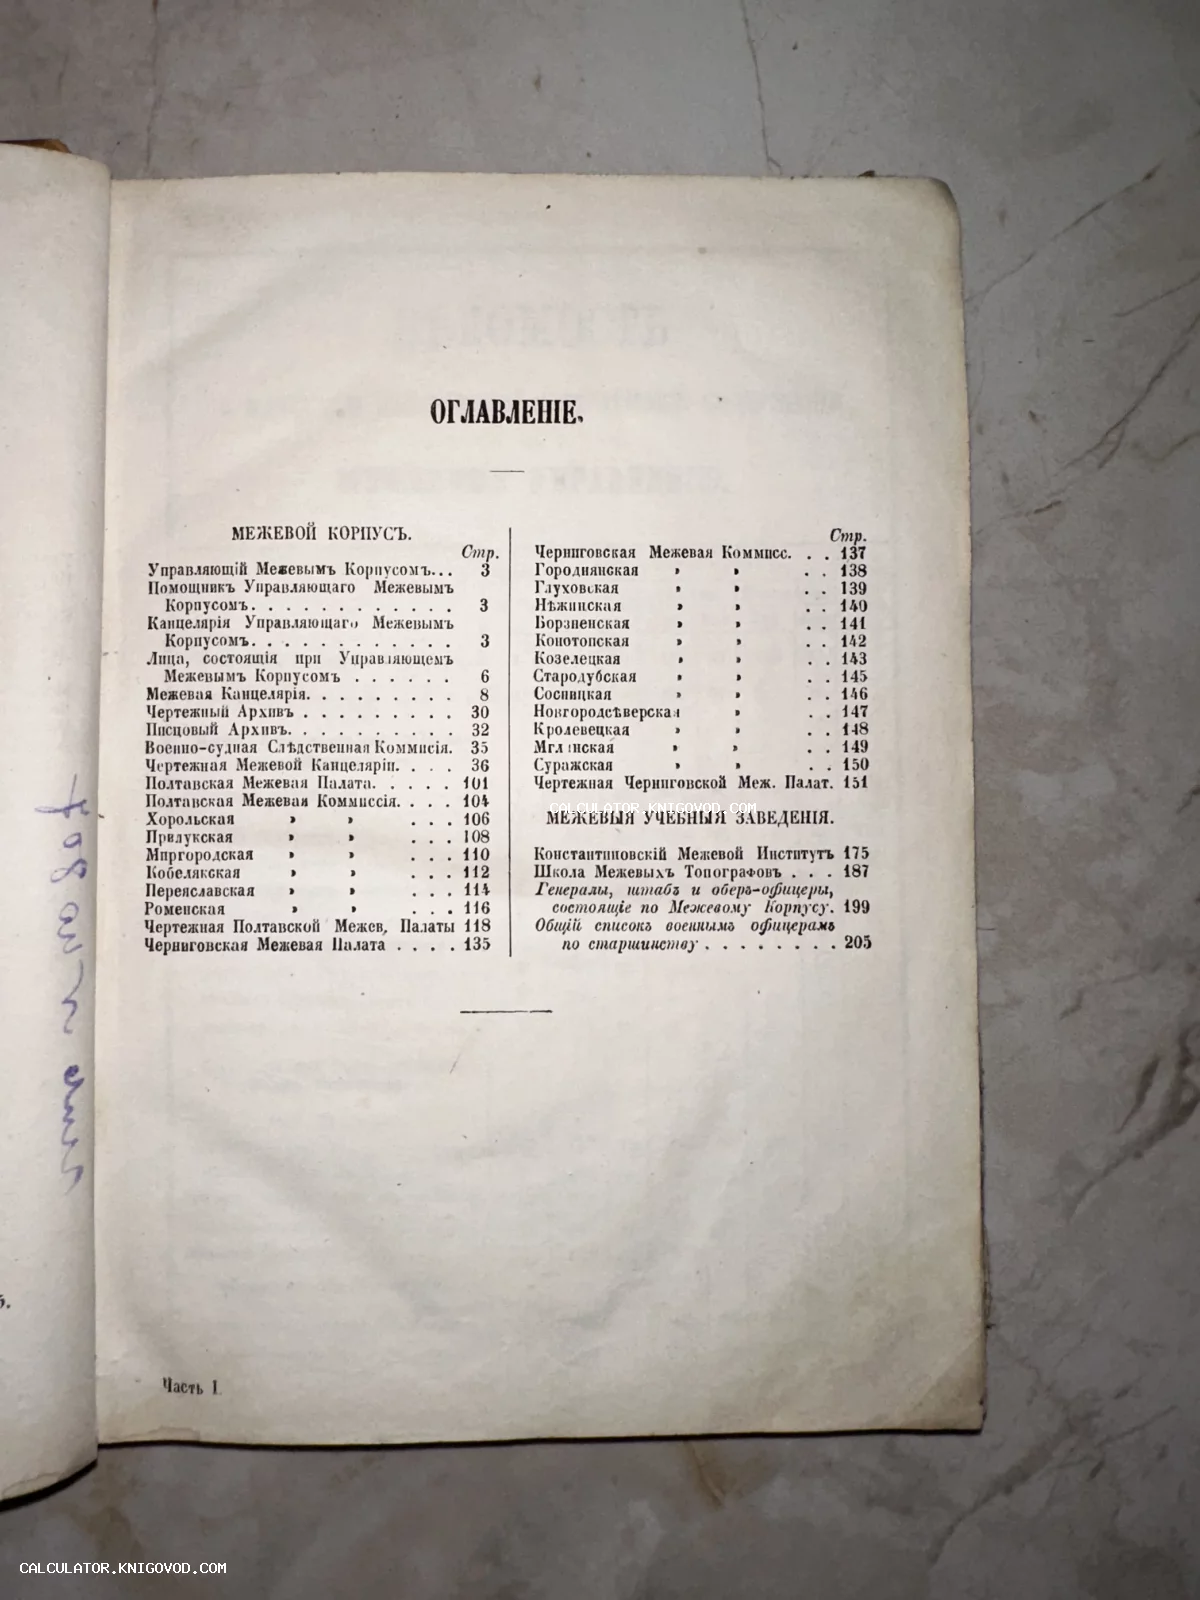 ОГЛАВЛЕНІЕ.
МЕЖЕВОЙ КОРПУСЪ.
Стр.
Управляющій Межевымъ Корпусомъ... 3
Помощникъ Управляющаго Межевымъ
Корпусомъ. . . . . . . . . . . . 3
Канцелярія Управляющаго Межевымъ
Корпусомъ. . . . . . . . . . . . 3
Лица, состоящія при Управляющемъ
Межевымъ Корпусомъ . . . . . . 6
Межевая Канцелярія. . . . . . . . . 8
Чертежный Архивъ . . . . . . . . . 30
Писцовый Архивъ. . . . . . . . . . 32
Военно-судная Слѣдственная Коммисія. 35
Чертежная Межевой Канцеляріи. . . . 36
Полтавская Межевая Палата. . . . . 101
Полтавская Межевая Коммиссія. . . . 104
Хорольская » » . . . 106
Прилукская » » . . . 108
Миргородская » » . . . 110
Кобелякская » » . . . 112
Переяславская » » . . . 114
Роменская » » . . . 116
Чертежная Полтавской Межев. Палаты 118
Черниговская Межевая Палата . . . . 135
Стр.
Черниговская Межевая Коммисс. . . 137
Городнянская » » . . 138
Глуховская » » . . 139
Нѣжинская » » . . 140
Борзненская » » . . 141
Конотопская » » . . 142
Козелецкая » » . . 143
Стародубская » » . . 145
Сосницкая » » . . 146
Новгородсѣверская » . . 147
Кролевецкая » » . . 148
Мглинская » » . . 149
Суражская » » . . 150
Чертежная Черниговской Меж. Палат. 151
CALCULATOR.KNIGOVOD.COM
МЕЖЕВЫЯ УЧЕБНЫЯ ЗАВЕДЕНІЯ.
Константиновскій Межевой Институтъ 175
Школа Межевыхъ Топографовъ . . . 187
Генералы, штабъ и оберъ-офицеры,
состоящіе по Межевому Корпусу. 199
Общій списокъ военнымъ офицерамъ
по старшинству . . . . . . . . 205
Часть I.
CALCULATOR.KNIGOVOD.COM